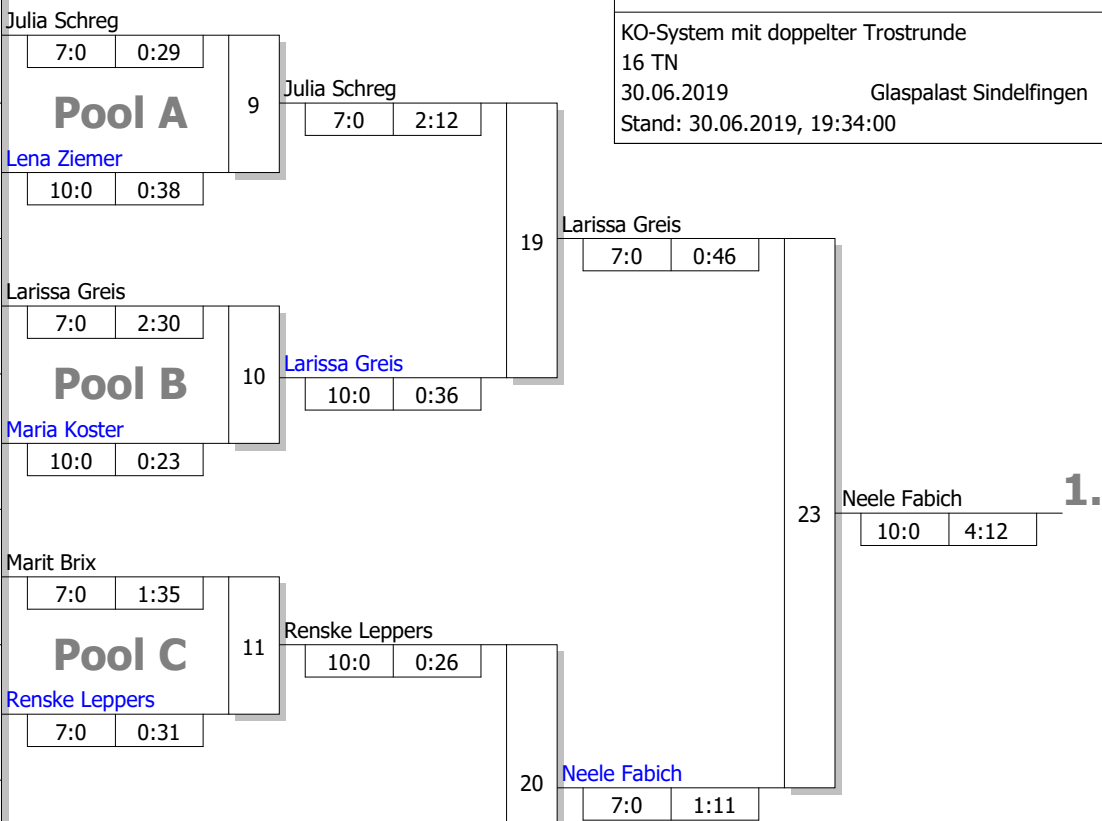 Julia Schreg
7:0 0:29
Pool A
9
Lena Ziemer
10:0 0:38
Larissa Greis
7:0 2:30
Pool B
10
Maria Koster
10:0 0:23
Marit Brix
7:0 1:35
Pool C
11
Renske Leppers
7:0 0:31
Julia Schreg
7:0 2:12
19
Larissa Greis
10:0 0:36
Renske Leppers
10:0 0:26
20
Larissa Greis
7:0 0:46
23
Neele Fabich
7:0 1:11
Neele Fabich
10:0 4:12
1.
KO-System mit doppelter Trostrunde
16 TN
30.06.2019 Glaspalast Sindelfingen
Stand: 30.06.2019, 19:34:00